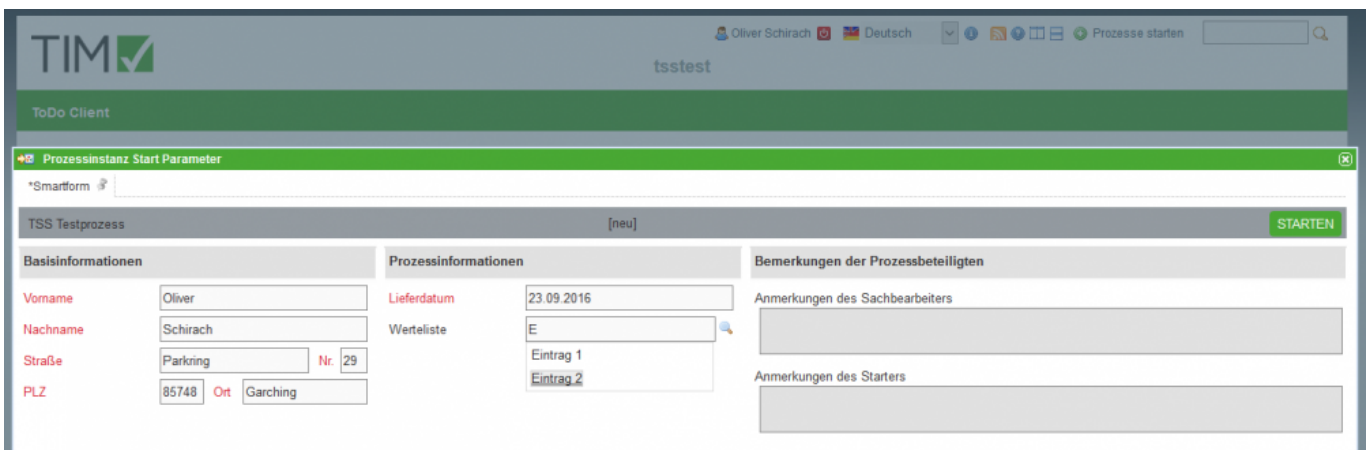 TIM
Oliver Schirach Deutsch Prozesse starten
tsstest
ToDo Client
Prozessinstanz Start Parameter
*Smartform
TSS Testprozess [neu] STARTEN
Basisinformationen Prozessinformationen Bemerkungen der Prozessbeteiligten
Vorname Oliver Lieferdatum 23.09.2016 Anmerkungen des Sachbearbeiters
Nachname Schirach Werteliste E
Straße Parkring Nr. 29 Eintrag 1
Eintrag 2 Anmerkungen des Starters
PLZ 85748 Ort Garching